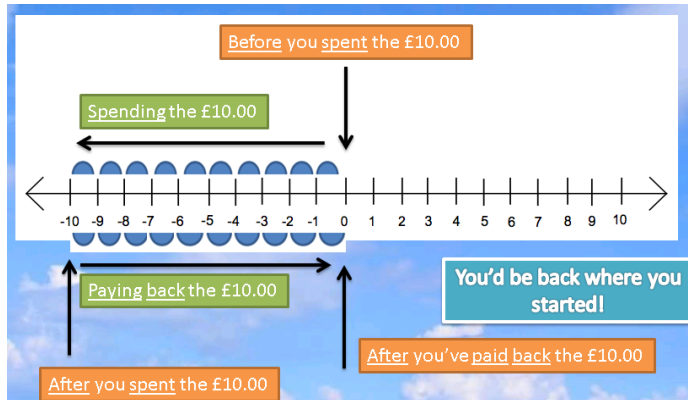 Before you spent the £10.00
Spending the £10.00
-10 -9 -8 -7 -6 -5 -4 -3 -2 -1 0 1 2 3 4 5 6 7 8 9 10
Paying back the £10.00
You'd be back where you
started!
After you've paid back the £10.00
After you spent the £10.00